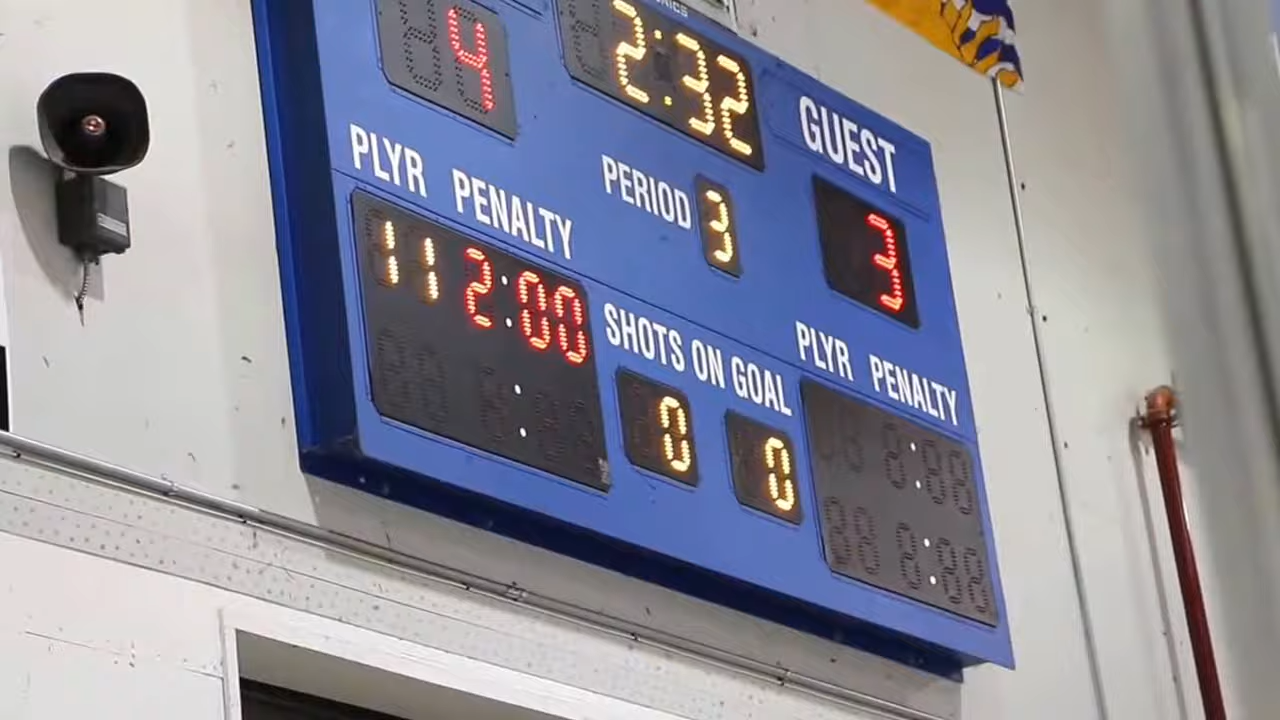 4
2:32
GUEST
PERIOD 3
3
PLYR PENALTY
11 2:00
SHOTS ON GOAL
0 0
PLYR PENALTY